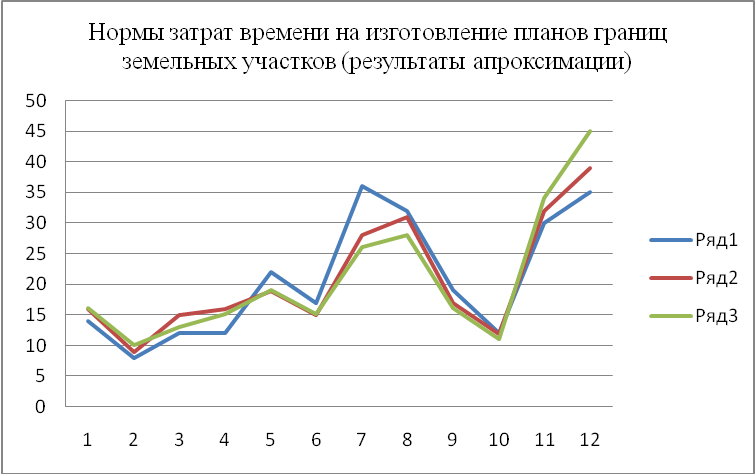 Нормы затрат времени на изготовление планов границ
земельных участков (результаты апроксимации)
50
45
40
35
30
25
20
15
10
5
0
1 2 3 4 5 6 7 8 9 10 11 12
Ряд1
Ряд2
Ряд3